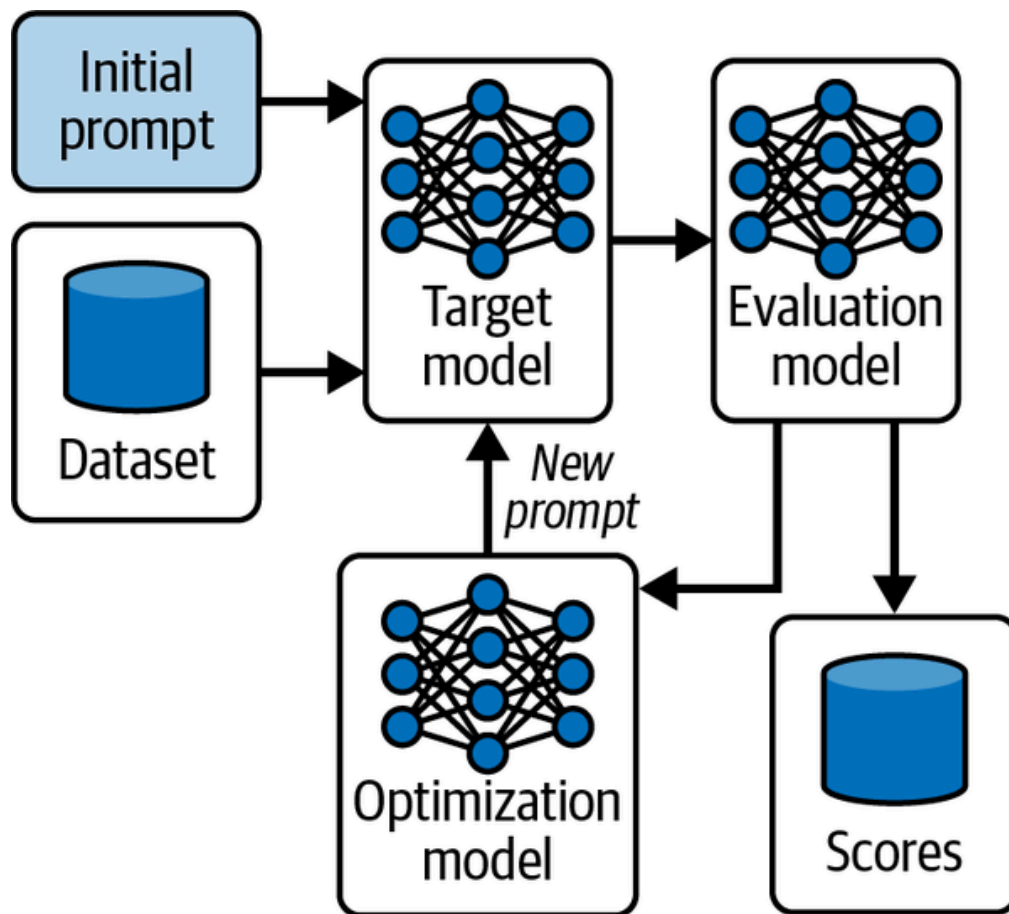 Initial
prompt
Dataset
Target
model
Evaluation
model
New
prompt
Optimization
model
Scores